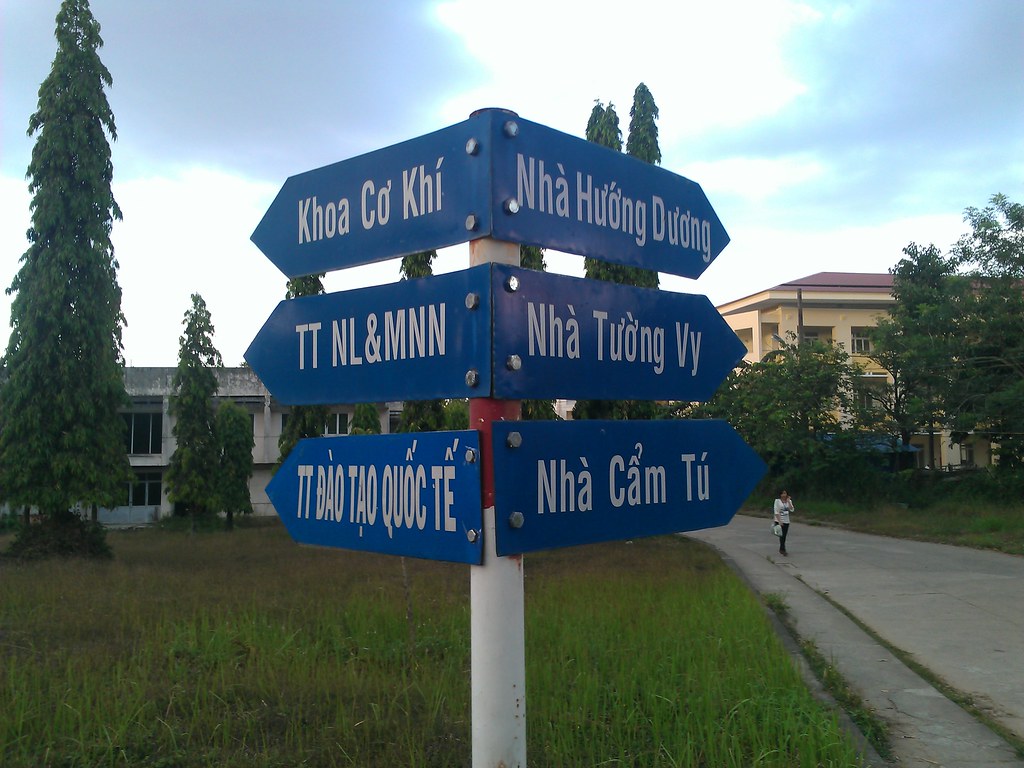 Khoa Cơ Khí
Nhà Hướng Dương
TT NL&MNN
Nhà Tường Vy
TT ĐÀO TẠO QUỐC TẾ
Nhà Cẩm Tú